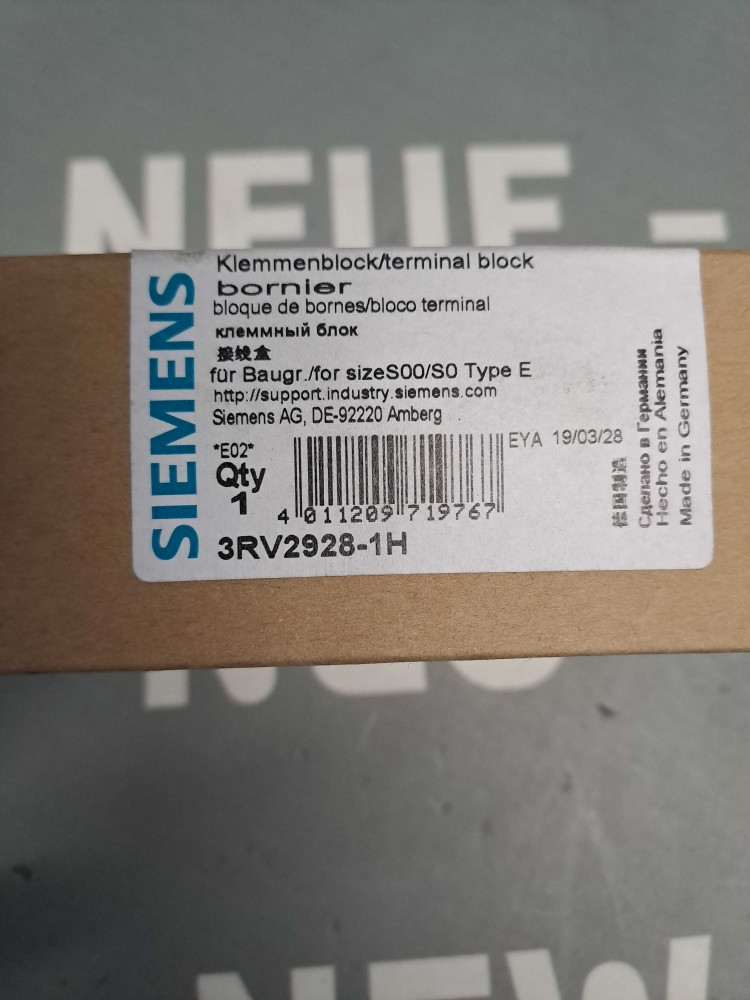 NEUE -
SIEMENS
Klemmenblock/terminal block
bornier
bloque de bornes/bloco terminal
клеммный блок
接线盒
für Baugr./for sizeS00/S0 Type E
http://support.industry.siemens.com
Siemens AG, DE-92220 Amberg
*E02*
EYA 19/03/28
Qty
1
4 011209 719767
3RV2928-1H
德国制造
Сделано в Германии
Hecho en Alemania
Made in Germany
NEW